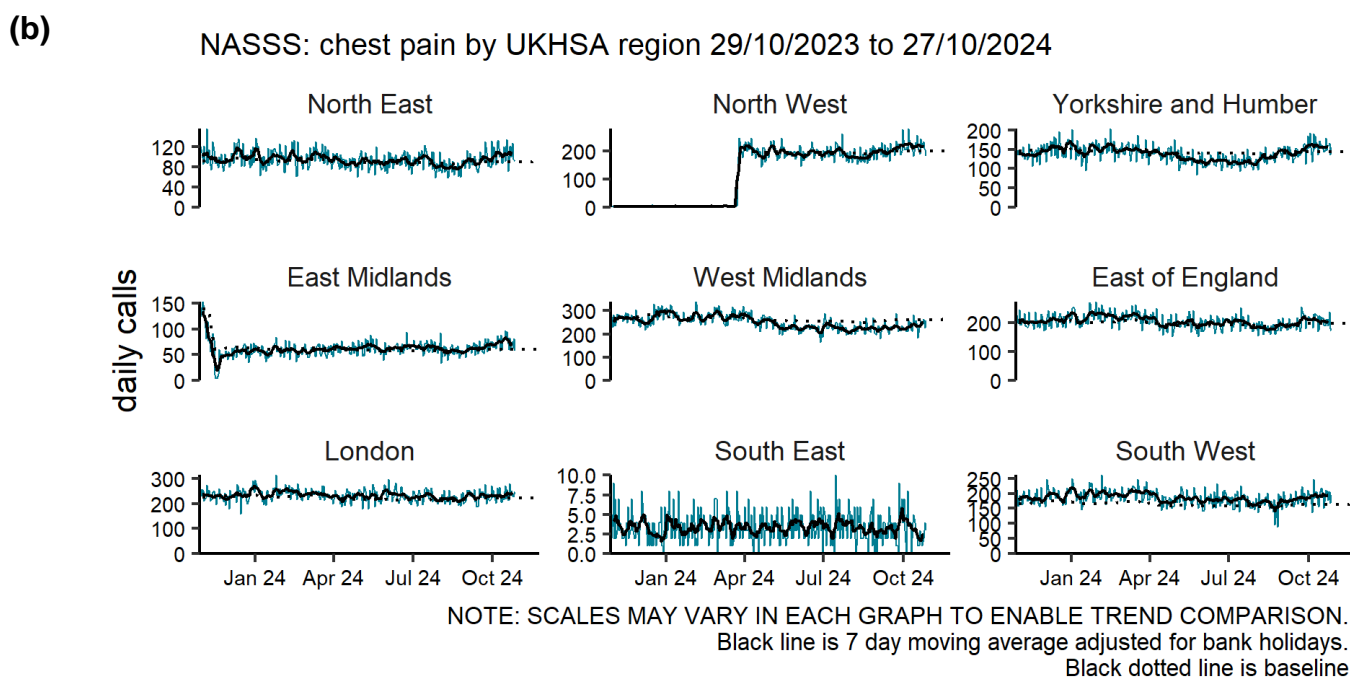 (b)
NASSS: chest pain by UKHSA region 29/10/2023 to 27/10/2024
daily calls
North East
120
80
40
0
North West
200
100
0
Yorkshire and Humber
200
150
100
50
0
East Midlands
150
100
50
0
West Midlands
300
200
100
0
East of England
200
100
0
London
300
200
100
0
Jan 24 Apr 24 Jul 24 Oct 24
South East
10.0
7.5
5.0
2.5
0.0
Jan 24 Apr 24 Jul 24 Oct 24
South West
250
200
150
100
50
0
Jan 24 Apr 24 Jul 24 Oct 24
NOTE: SCALES MAY VARY IN EACH GRAPH TO ENABLE TREND COMPARISON.
Black line is 7 day moving average adjusted for bank holidays.
Black dotted line is baseline